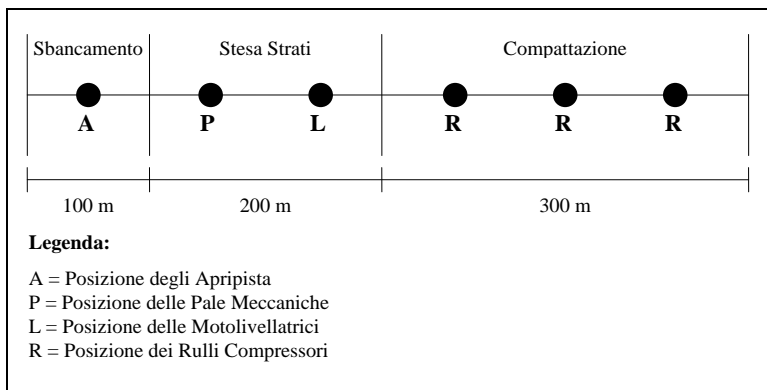 Sbancamento Stesa Strati Compattazione
A P L R R R
100 m 200 m 300 m
Legenda:
A = Posizione degli Apripista
P = Posizione delle Pale Meccaniche
L = Posizione delle Motolivellatrici
R = Posizione dei Rulli Compressori